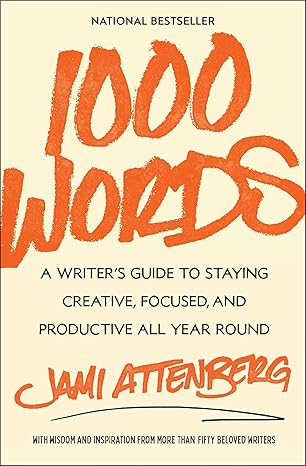 NATIONAL BESTSELLER
1000
WORDS
A WRITER'S GUIDE TO STAYING
CREATIVE, FOCUSED, AND
PRODUCTIVE ALL YEAR ROUND
JAMI ATTENBERG
WITH WISDOM AND INSPIRATION FROM MORE THAN FIFTY BELOVED WRITERS